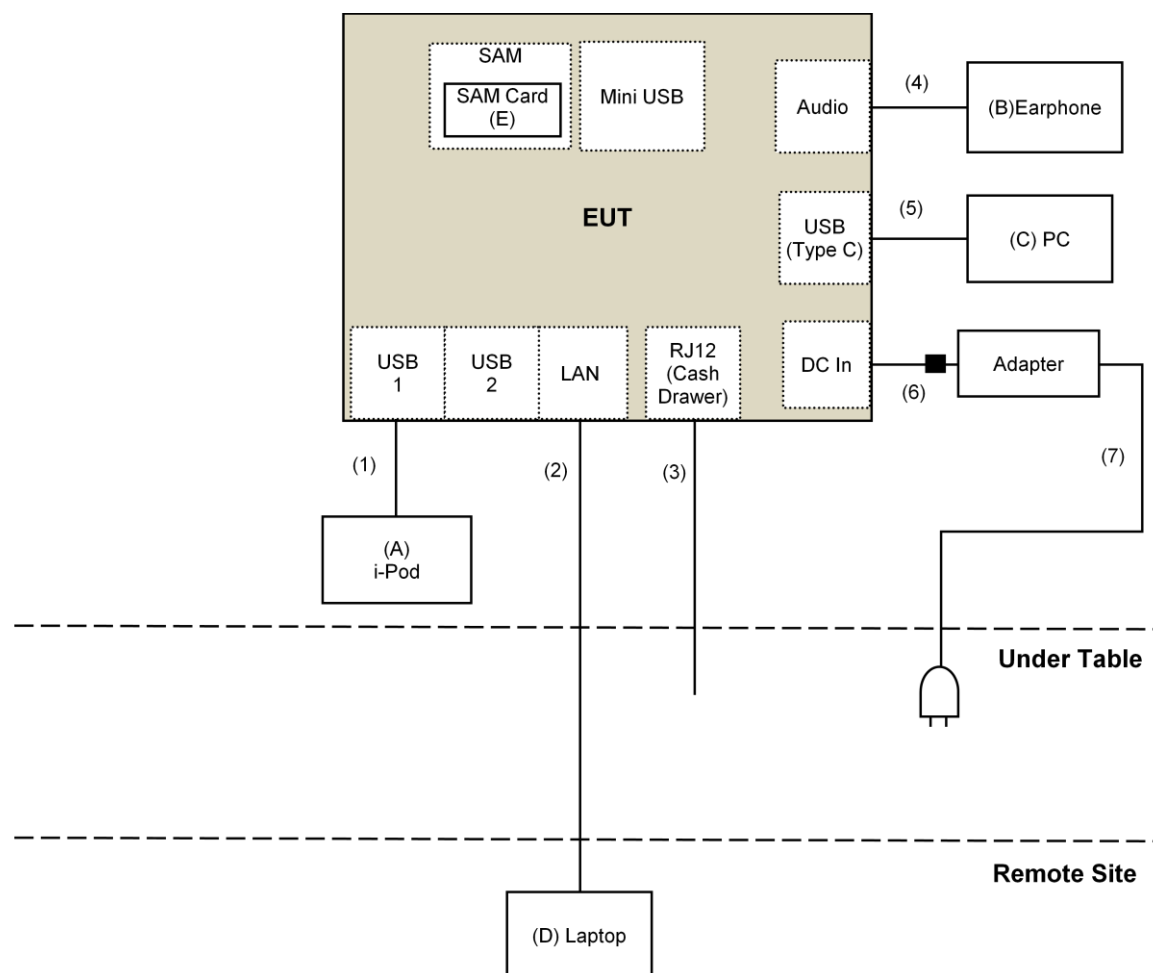 SAM
SAM Card
(E)
Mini USB
Audio
(4)
(B)Earphone
EUT
USB
(Type C)
(5)
(C) PC
USB
1
USB
2
LAN
RJ12
(Cash
Drawer)
DC In
(6)
Adapter
(1)
(2)
(3)
(7)
(A)
i-Pod
Under Table
Remote Site
(D) Laptop